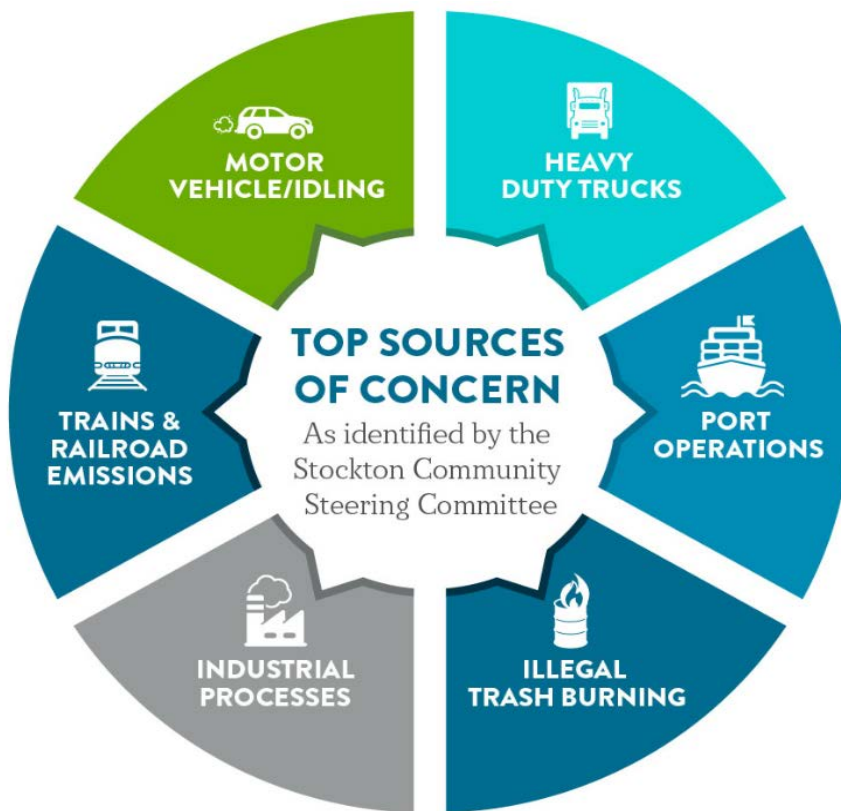 MOTOR
VEHICLE/IDLING
HEAVY
DUTY TRUCKS
TOP SOURCES
OF CONCERN
As identified by the
Stockton Community
Steering Committee
TRAINS &
RAILROAD
EMISSIONS
PORT
OPERATIONS
INDUSTRIAL
PROCESSES
ILLEGAL
TRASH BURNING